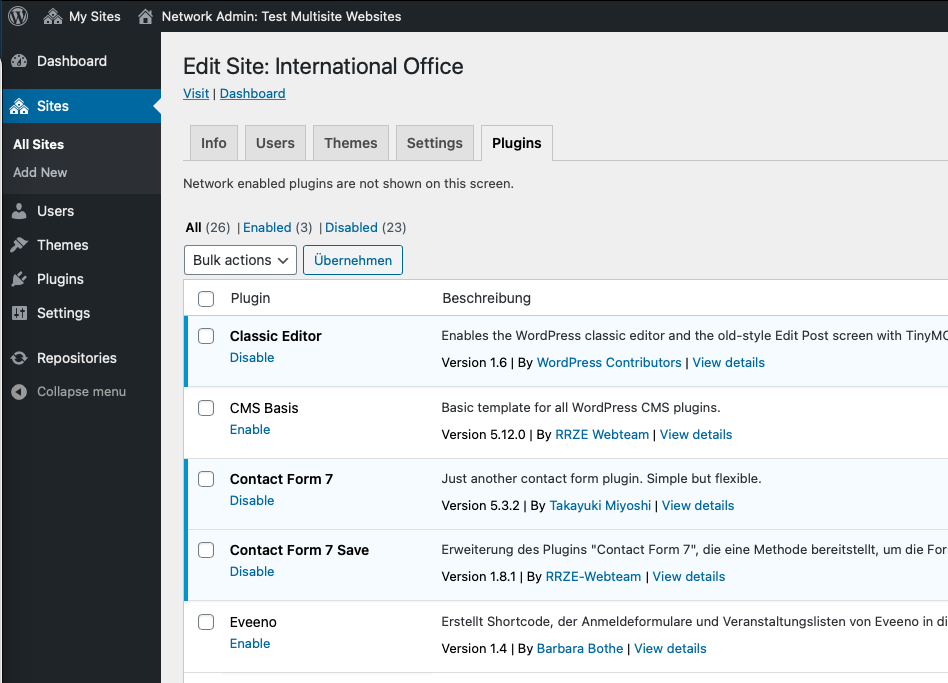 My Sites Network Admin: Test Multisite Websites
Dashboard
Sites
All Sites
Add New
Users
Themes
Plugins
Settings
Repositories
Collapse menu
Edit Site: International Office
Visit | Dashboard
Info Users Themes Settings Plugins
Network enabled plugins are not shown on this screen.
All (26) | Enabled (3) | Disabled (23)
Bulk actions Übernehmen
Plugin Beschreibung
Classic Editor Enables the WordPress classic editor and the old-style Edit Post screen with TinyMC
Disable Version 1.6 | By WordPress Contributors | View details
CMS Basis Basic template for all WordPress CMS plugins.
Enable Version 5.12.0 | By RRZE Webteam | View details
Contact Form 7 Just another contact form plugin. Simple but flexible.
Disable Version 5.3.2 | By Takayuki Miyoshi | View details
Contact Form 7 Save Erweiterung des Plugins "Contact Form 7", die eine Methode bereitstellt, um die For
Disable Version 1.8.1 | By RRZE-Webteam | View details
Eveeno Erstellt Shortcode, der Anmeldeformulare und Veranstaltungslisten von Eveeno in di
Enable Version 1.4 | By Barbara Bothe | View details